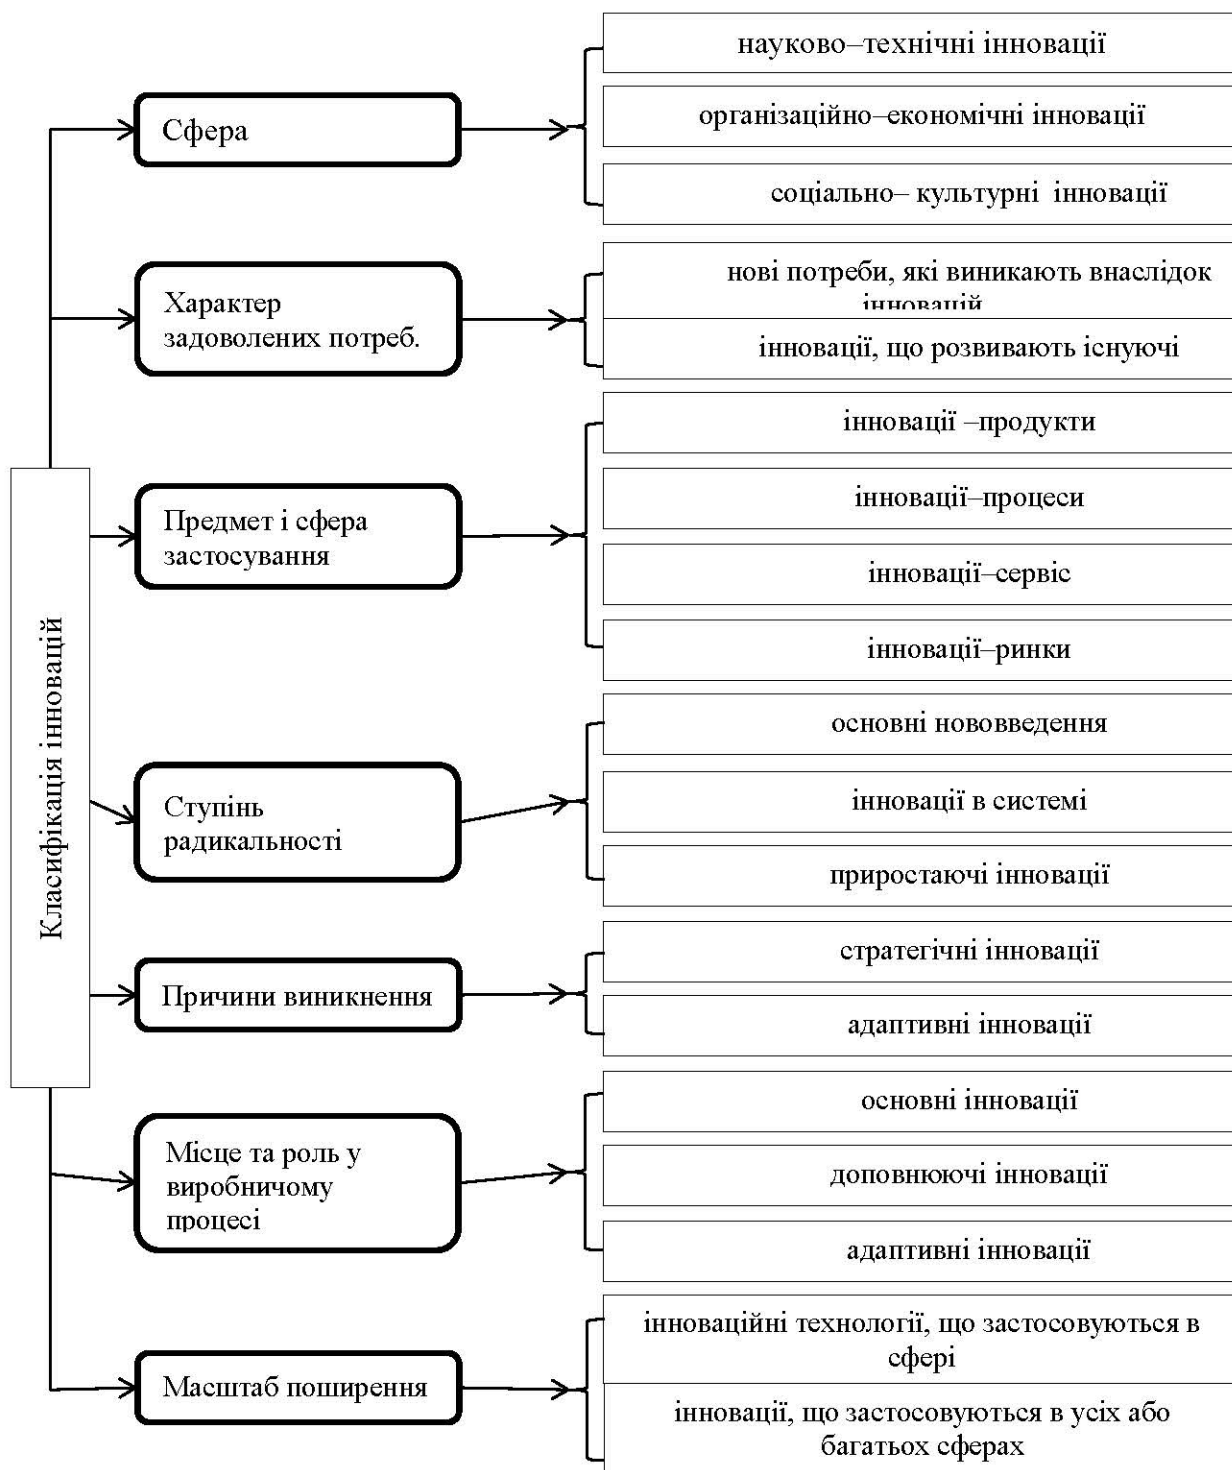 Класифікація інновацій
Сфера
науково–технічні інновації
організаційно–економічні інновації
соціально– культурні інновації
Характер
задоволених потреб.
нові потреби, які виникають внаслідок
інновацій
інновації, що розвивають існуючі
Предмет і сфера
застосування
інновації –продукти
інновації–процеси
інновації–сервіс
інновації–ринки
Ступінь
радикальності
основні нововведення
інновації в системі
приростаючі інновації
Причини виникнення
стратегічні інновації
адаптивні інновації
Місце та роль у
виробничому
процесі
основні інновації
доповнюючі інновації
адаптивні інновації
Масштаб поширення
інноваційні технології, що застосовуються в
сфері
інновації, що застосовуються в усіх або
багатьох сферах